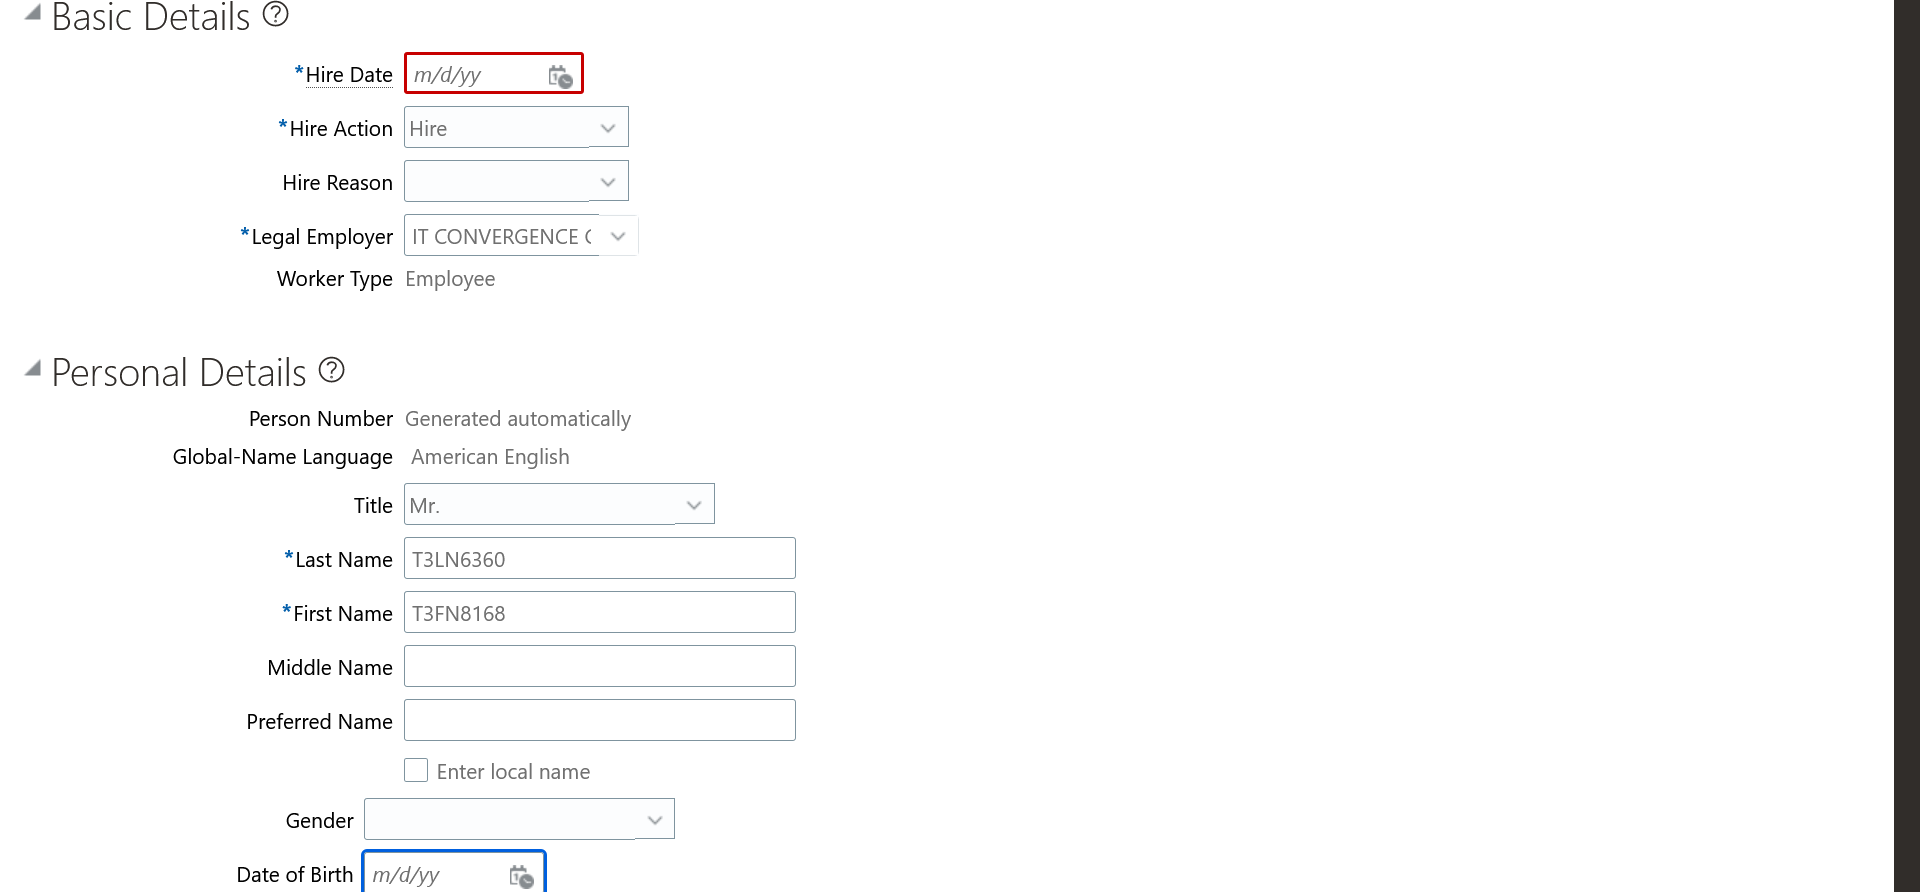 Basic Details ?
*Hire Date m/d/yy
*Hire Action Hire
Hire Reason
*Legal Employer IT CONVERGENCE
Worker Type Employee
Personal Details ?
Person Number Generated automatically
Global-Name Language American English
Title Mr.
*Last Name T3LN6360
*First Name T3FN8168
Middle Name
Preferred Name
Enter local name
Gender
Date of Birth m/d/yy